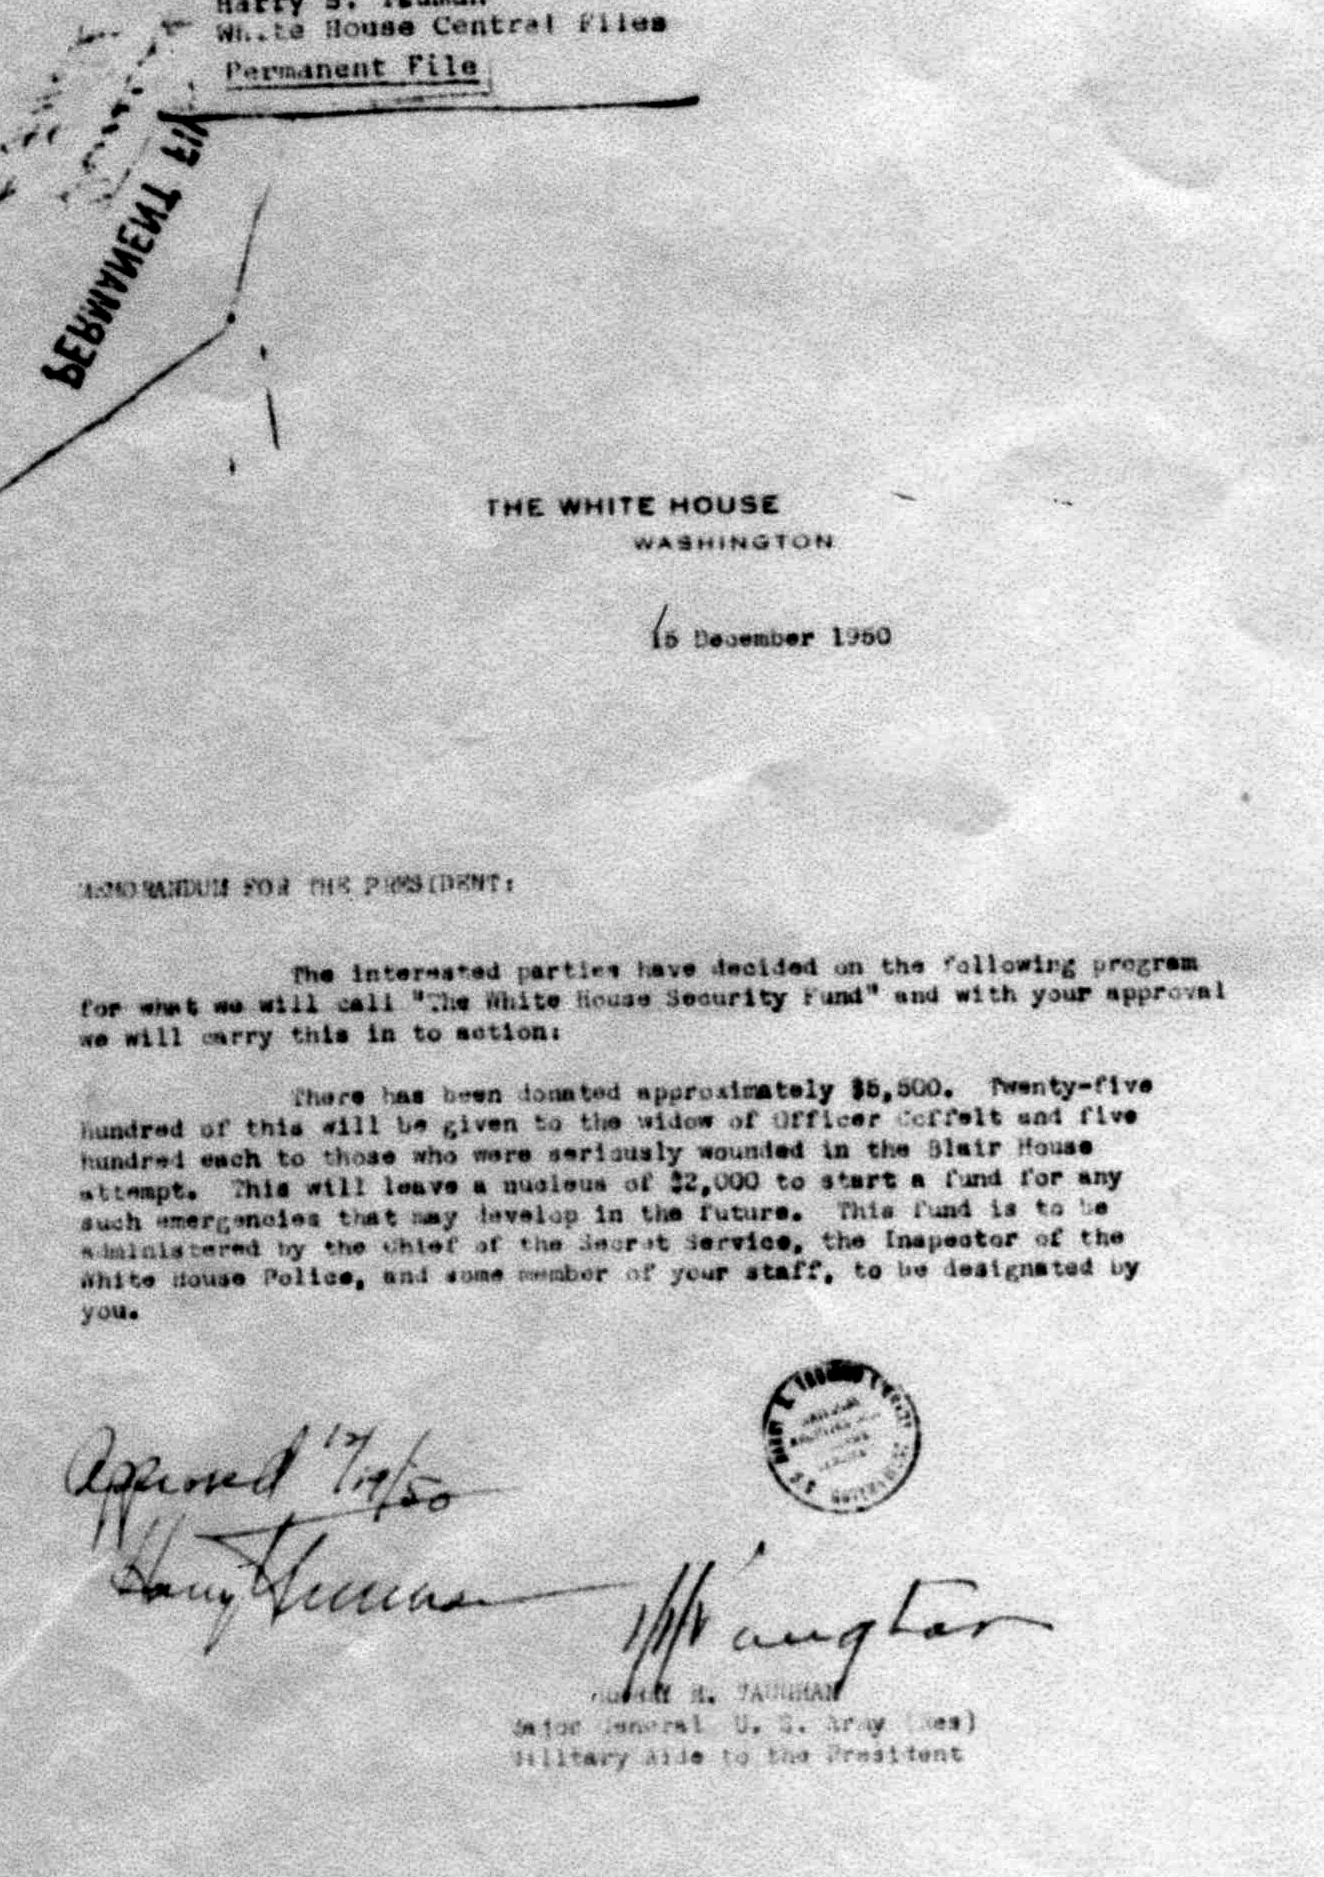 Harry S. Truman
White House Central Files
Permanent File
PERMANENT FIL
THE WHITE HOUSE
WASHINGTON
15 December 1950
MEMORANDUM FOR THE PRESIDENT:
The interested parties have decided on the following program
for what we will call "The White House Security Fund" and with your approval
we will carry this in to action:
There has been donated approximately $5,500. Twenty-five
hundred of this will be given to the widow of Officer Coffelt and five
hundred each to those who were seriously wounded in the Blair House
attempt. This will leave a nucleus of $2,000 to start a fund for any
such emergencies that may develop in the future. This fund is to be
administered by the Chief of the Secret Service, the Inspector of the
White House Police, and some member of your staff, to be designated by
you.
Approved 12/19/50
Harry Truman
HHVaughan
HARRY H. VAUGHAN
Major General U. S. Army (Res)
Military Aide to the President